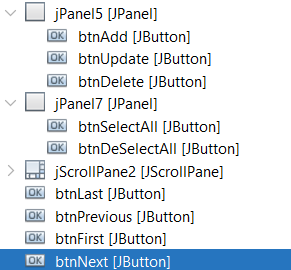 jPanel5 [JPanel]
OK btnAdd [JButton]
OK btnUpdate [JButton]
OK btnDelete [JButton]
jPanel7 [JPanel]
OK btnSelectAll [JButton]
OK btnDeSelectAll [JButton]
jScrollPane2 [JScrollPane]
OK btnLast [JButton]
OK btnPrevious [JButton]
OK btnFirst [JButton]
OK btnNext [JButton]